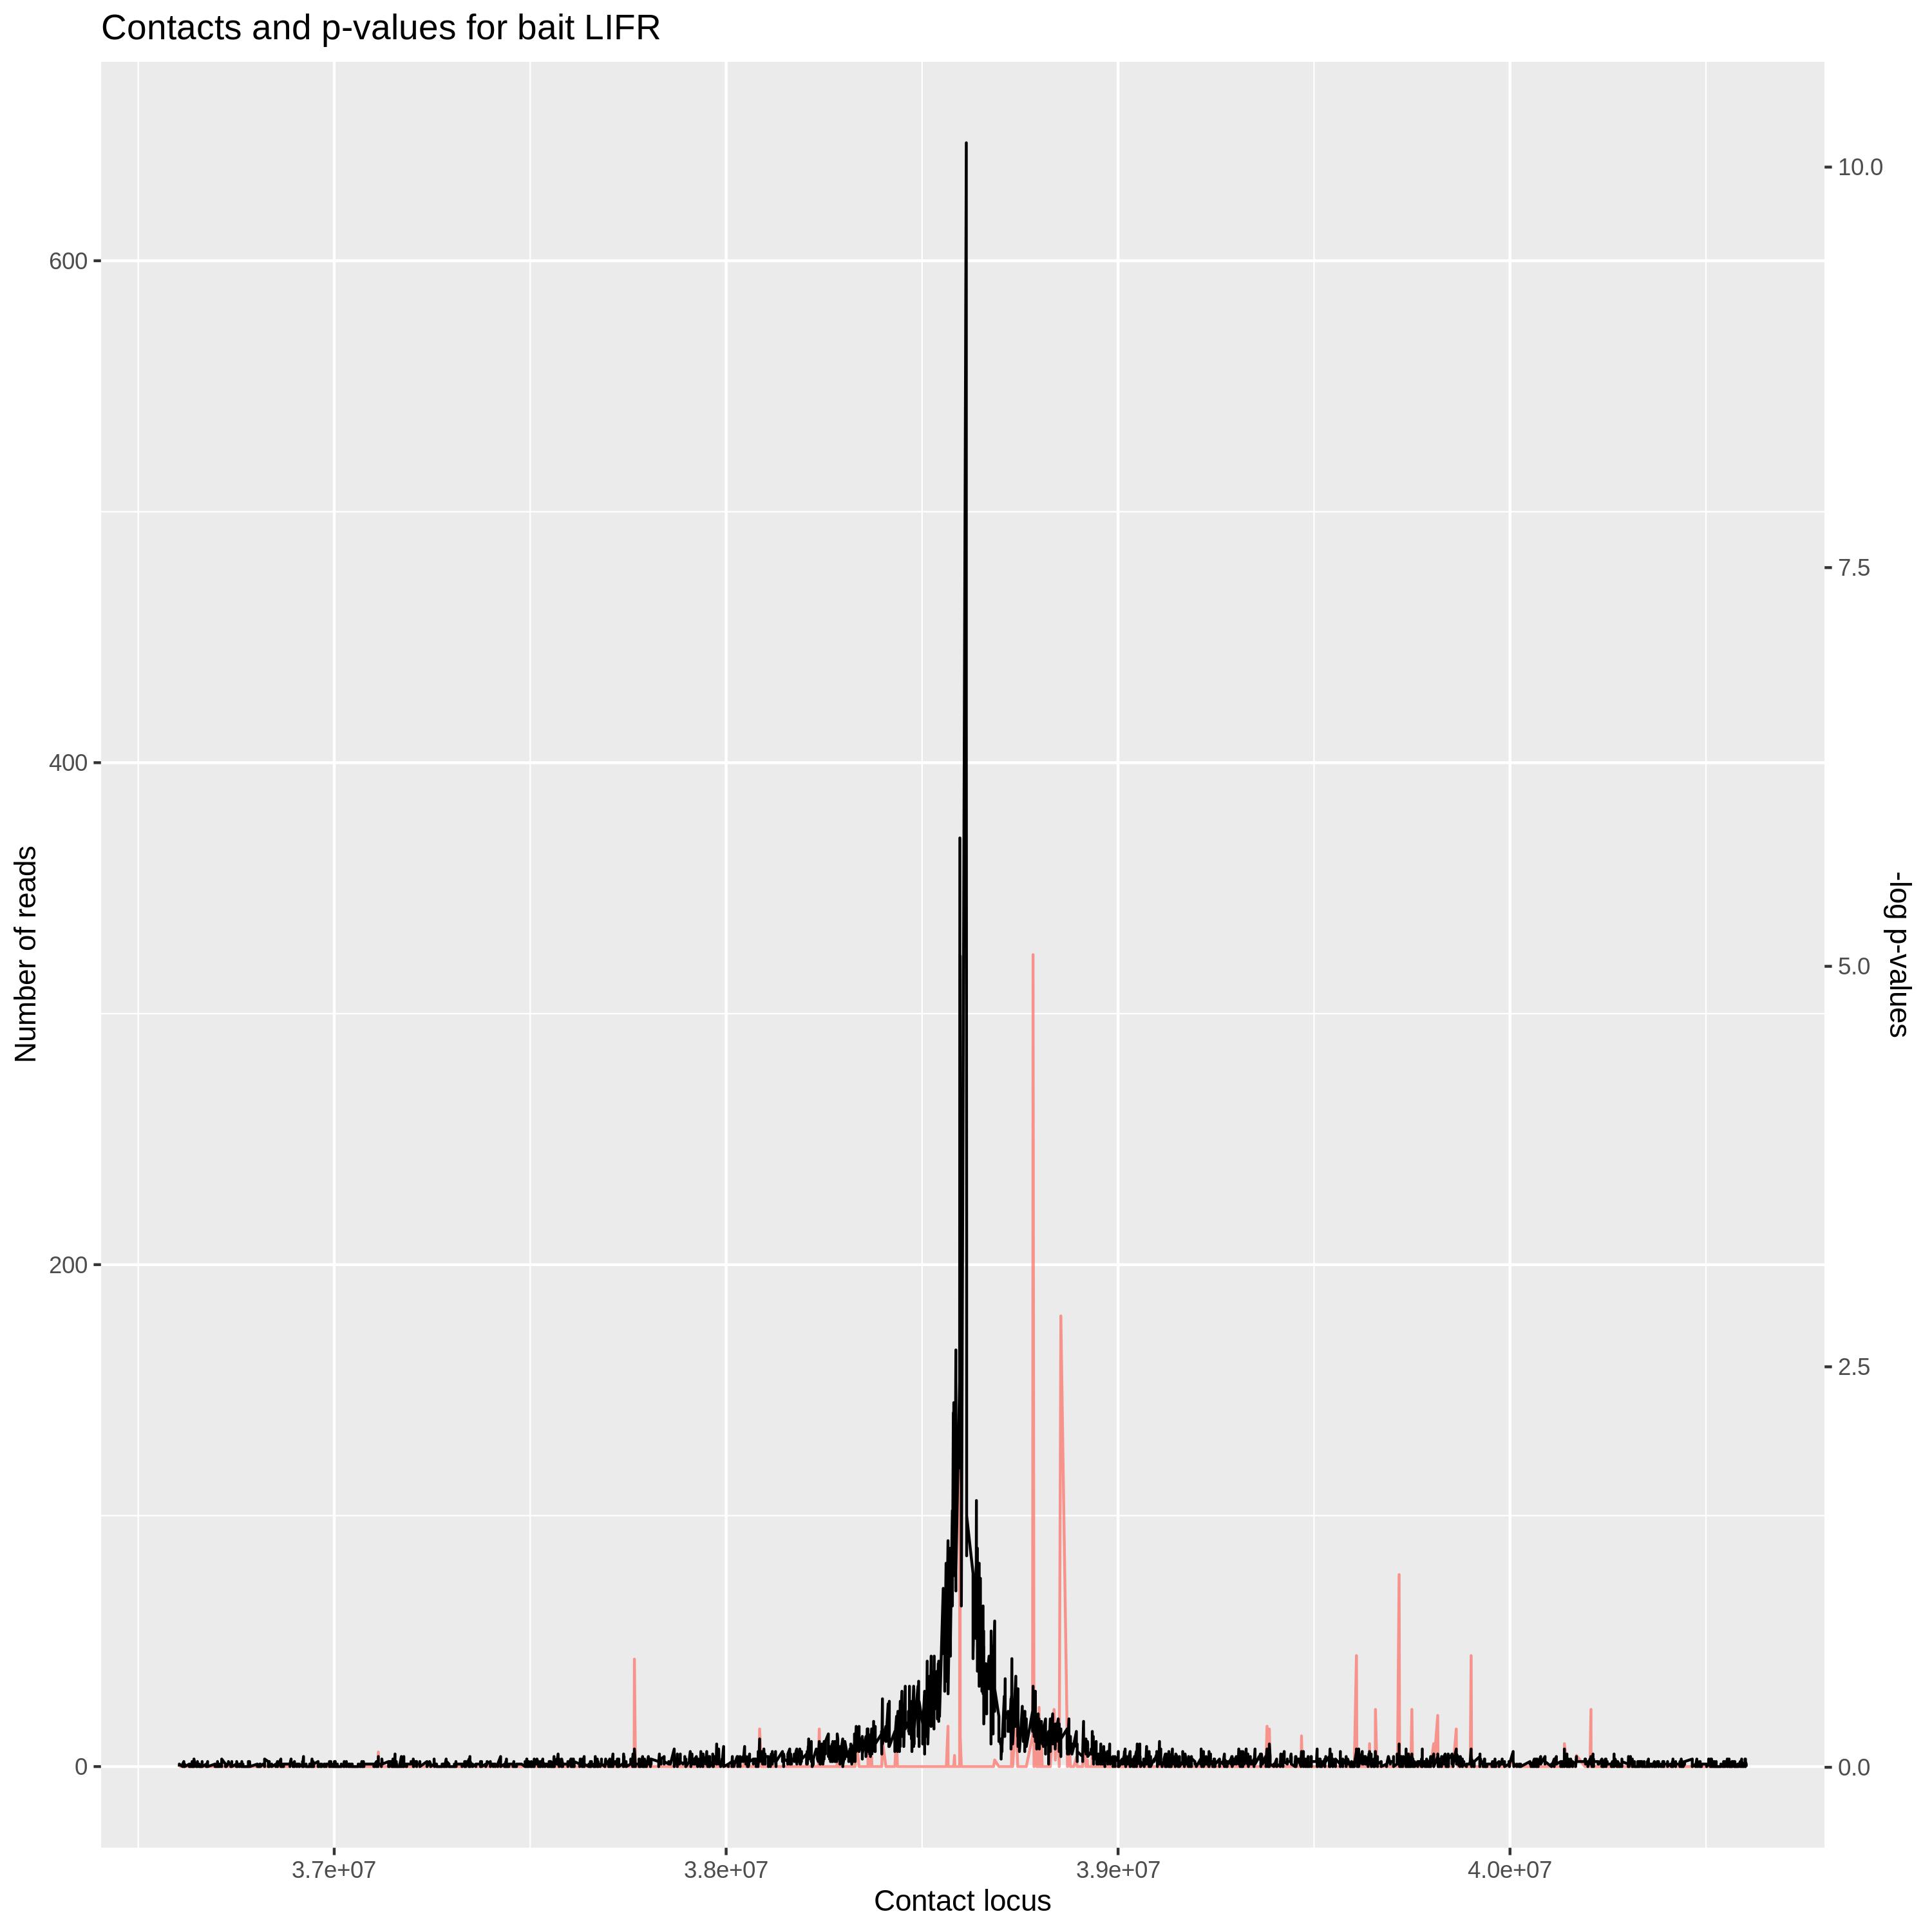 Contacts and p-values for bait LIFR
10.0
600
7.5
400
Number of reads
-log p-values
5.0
200
2.5
0
0.0
3.7e+07 3.8e+07 3.9e+07 4.0e+07
Contact locus